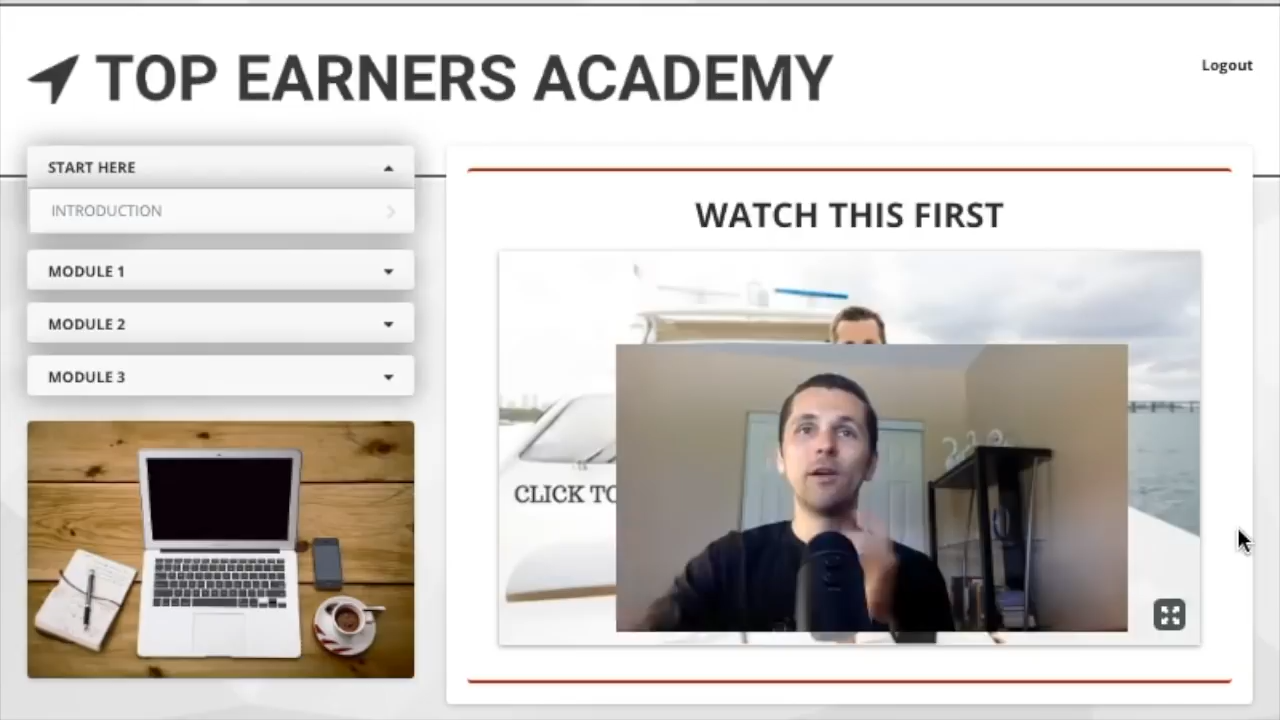 TOP EARNERS ACADEMY
Logout
START HERE
INTRODUCTION
MODULE 1
MODULE 2
MODULE 3
WATCH THIS FIRST
CLICK TO